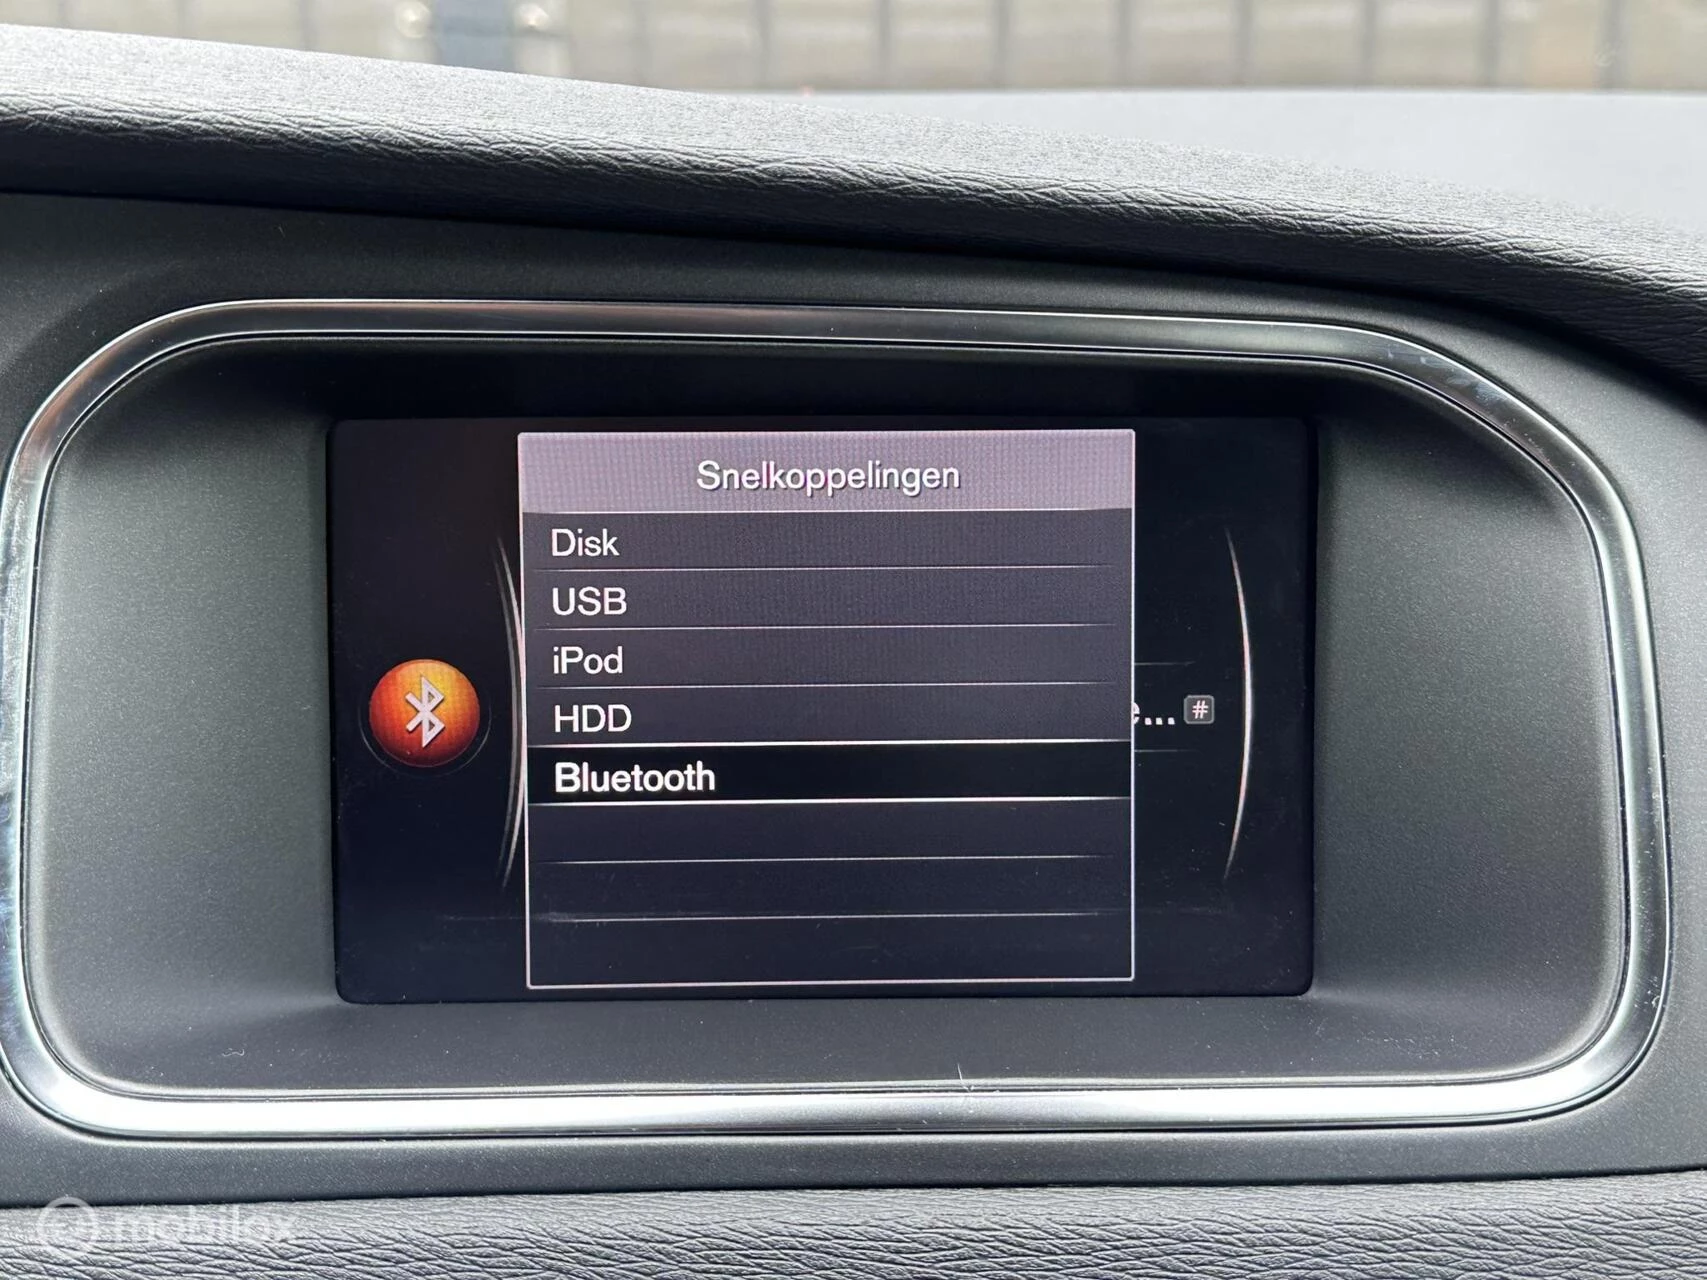 Snelkoppelingen
Disk
USB
iPod
HDD
... #
Bluetooth
mobilox